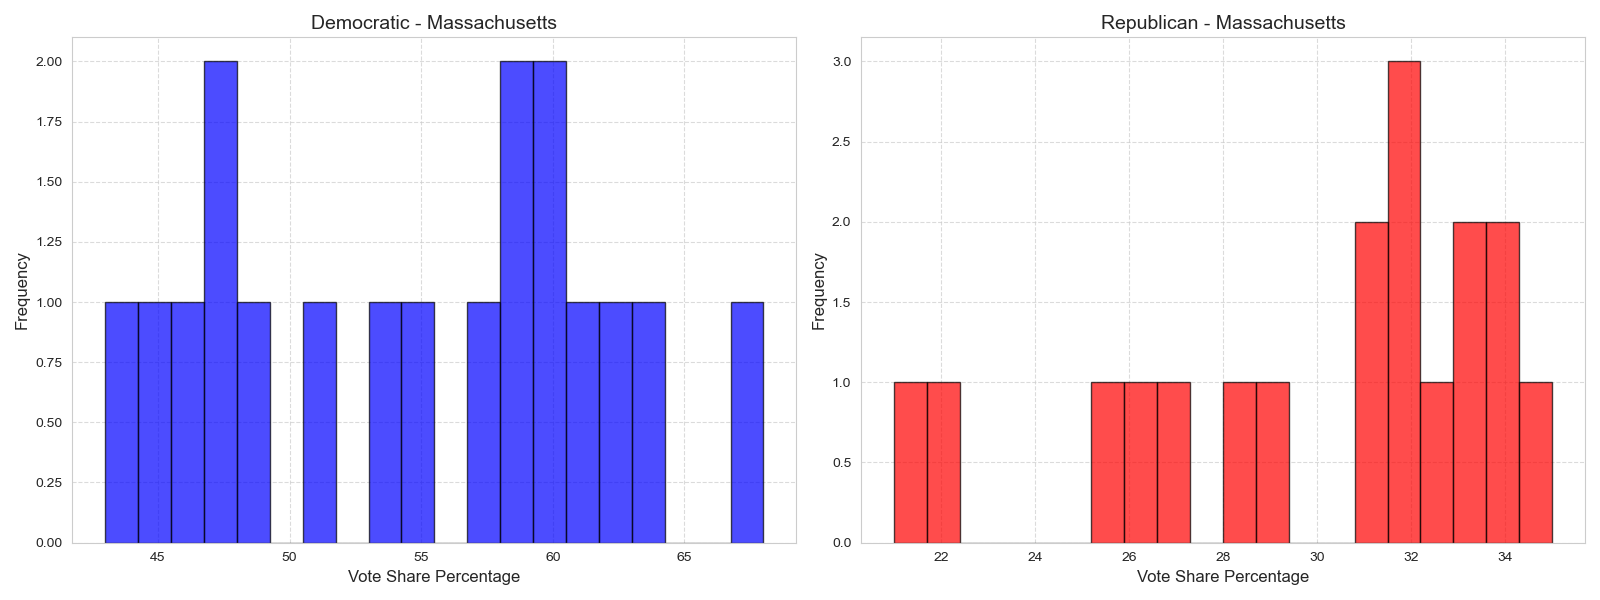 Democratic - Massachusetts
Frequency
2.00
1.75
1.50
1.25
1.00
0.75
0.50
0.25
0.00
45 50 55 60 65
Vote Share Percentage
Republican - Massachusetts
Frequency
3.0
2.5
2.0
1.5
1.0
0.5
0.0
22 24 26 28 30 32 34
Vote Share Percentage